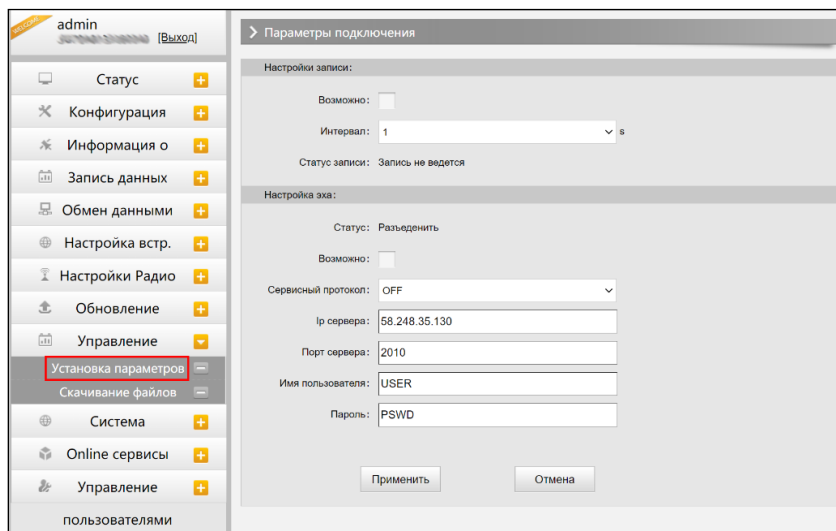 WELCOME
admin
[Выход]
Статус
Конфигурация
Информация о
Запись данных
Обмен данными
Настройка встр.
Настройки Радио
Обновление
Управление
Установка параметров
Скачивание файлов
Система
Online сервисы
Управление
пользователями
Параметры подключения
Настройки записи:
Возможно:
Интервал: 1 s
Статус записи: Запись не ведется
Настройка эха:
Статус: Разъеденить
Возможно:
Сервисный протокол: OFF
Ip сервера: 58.248.35.130
Порт сервера: 2010
Имя пользователя: USER
Пароль: PSWD
Применить Отмена